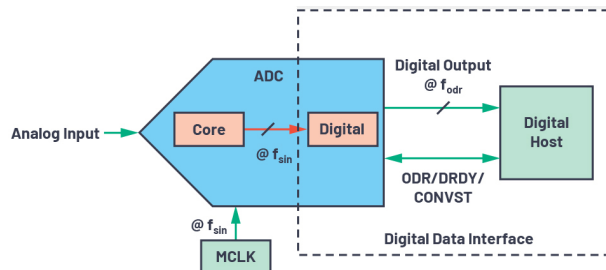 ADC
Digital Output
@ fodr
Analog Input
Core
Digital
@ fsin
Digital
Host
ODR/DRDY/
CONVST
@ fsin
MCLK
Digital Data Interface